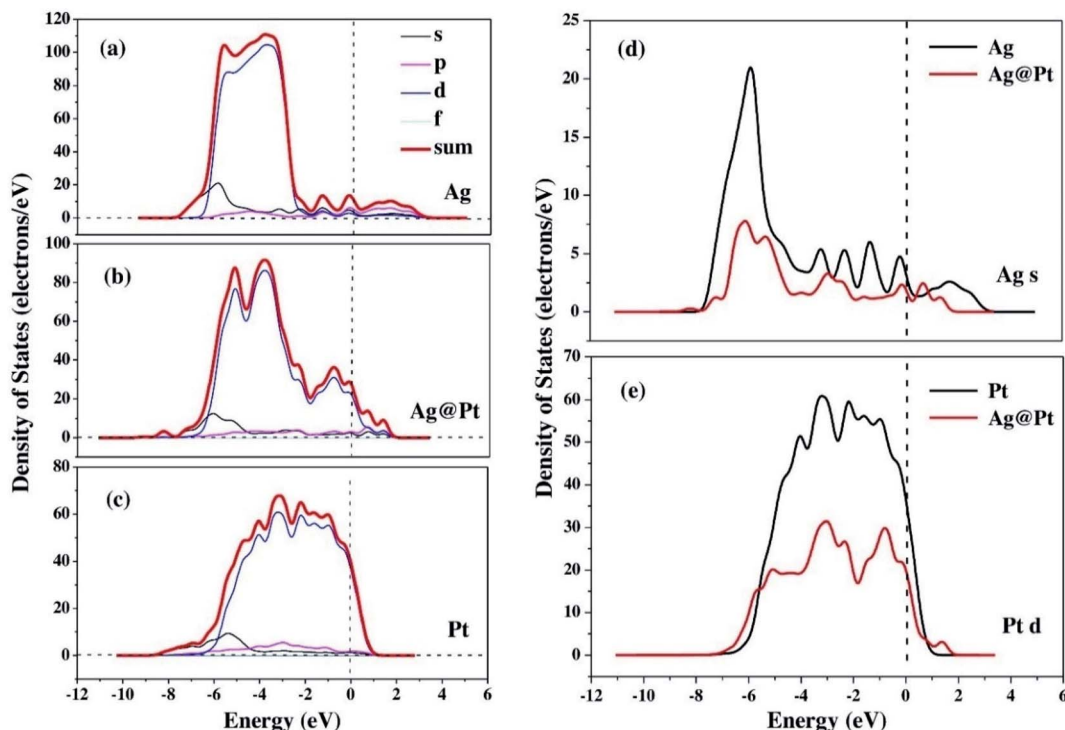 Density of States (electrons/eV)
(a)
s
p
d
f
sum
Ag
120
100
80
60
40
20
0
(b)
Ag@Pt
100
80
60
40
20
0
(c)
Pt
80
60
40
20
0
-12 -10 -8 -6 -4 -2 0 2 4 6
Energy (eV)
Density of States (electrons/eV)
(d)
Ag
Ag@Pt
Ag s
25
20
15
10
5
0
(e)
Pt
Ag@Pt
Pt d
70
60
50
40
30
20
10
0
-12 -10 -8 -6 -4 -2 0 2 4 6
Energy (eV)